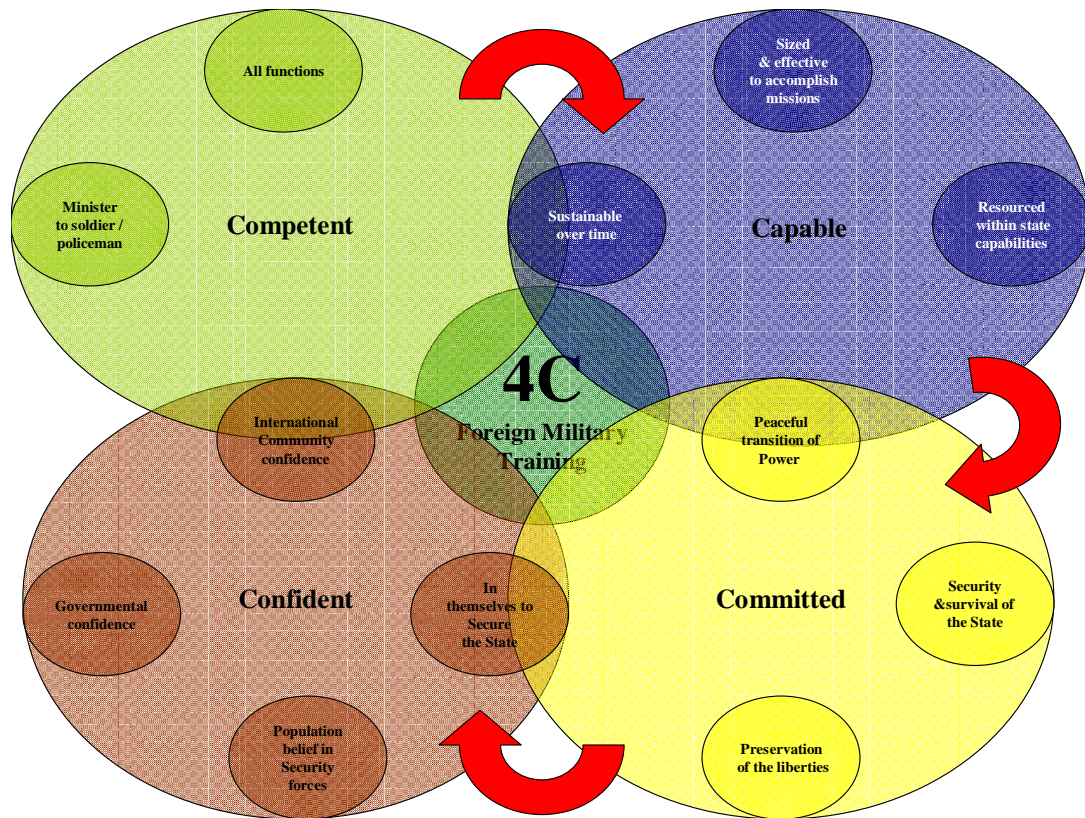 All functions
Minister
to soldier /
policeman
Competent
Sized
& effective
to accomplish
missions
Sustainable
over time
Capable
Resourced
within state
capabilities
4C
Foreign Military
Training
International
Community
confidence
Governmental
confidence
Confident
In
themselves to
Secure
the State
Population
belief in
Security
forces
Peaceful
transition of
Power
Committed
Security
&survival of
the State
Preservation
of the liberties